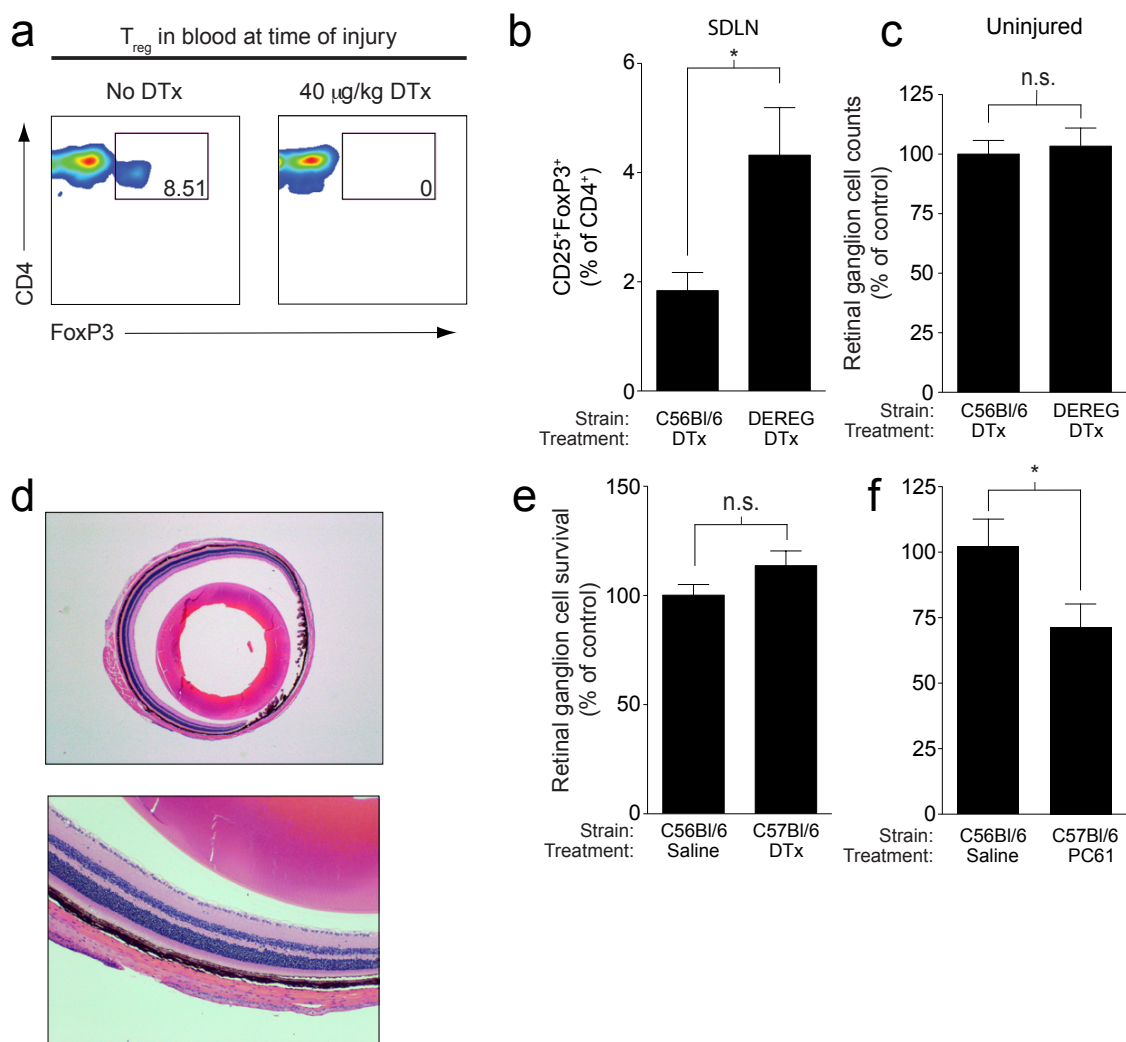 a
T_reg in blood at time of injury
No DTx
40 µg/kg DTx
8.51
0
CD4
FoxP3
b
SDLN
*
6
4
2
0
CD25⁺FoxP3⁺
(% of CD4⁺)
Strain: C56Bl/6 DEREG
Treatment: DTx DTx
c
Uninjured
n.s.
125
100
75
50
25
0
Retinal ganglion cell counts
(% of control)
Strain: C56Bl/6 DEREG
Treatment: DTx DTx
d
e
n.s.
150
100
50
0
Retinal ganglion cell survival
(% of control)
Strain: C56Bl/6 C57Bl/6
Treatment: Saline DTx
f
*
125
100
75
50
25
0
Strain: C56Bl/6 C57Bl/6
Treatment: Saline PC61